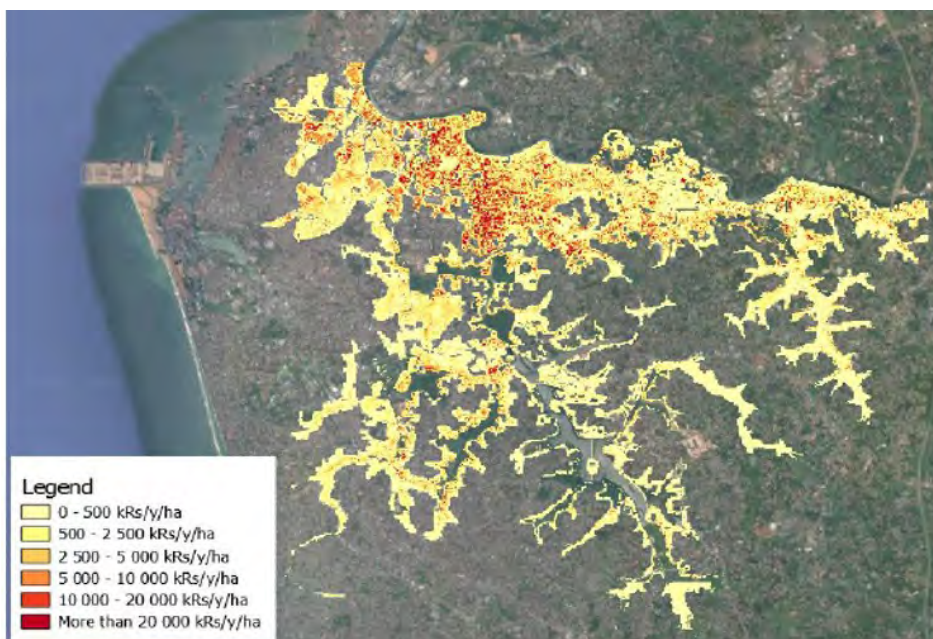 Legend
0 - 500 kRs/y/ha
500 - 2 500 kRs/y/ha
2 500 - 5 000 kRs/y/ha
5 000 - 10 000 kRs/y/ha
10 000 - 20 000 kRs/y/ha
More than 20 000 kRs/y/ha